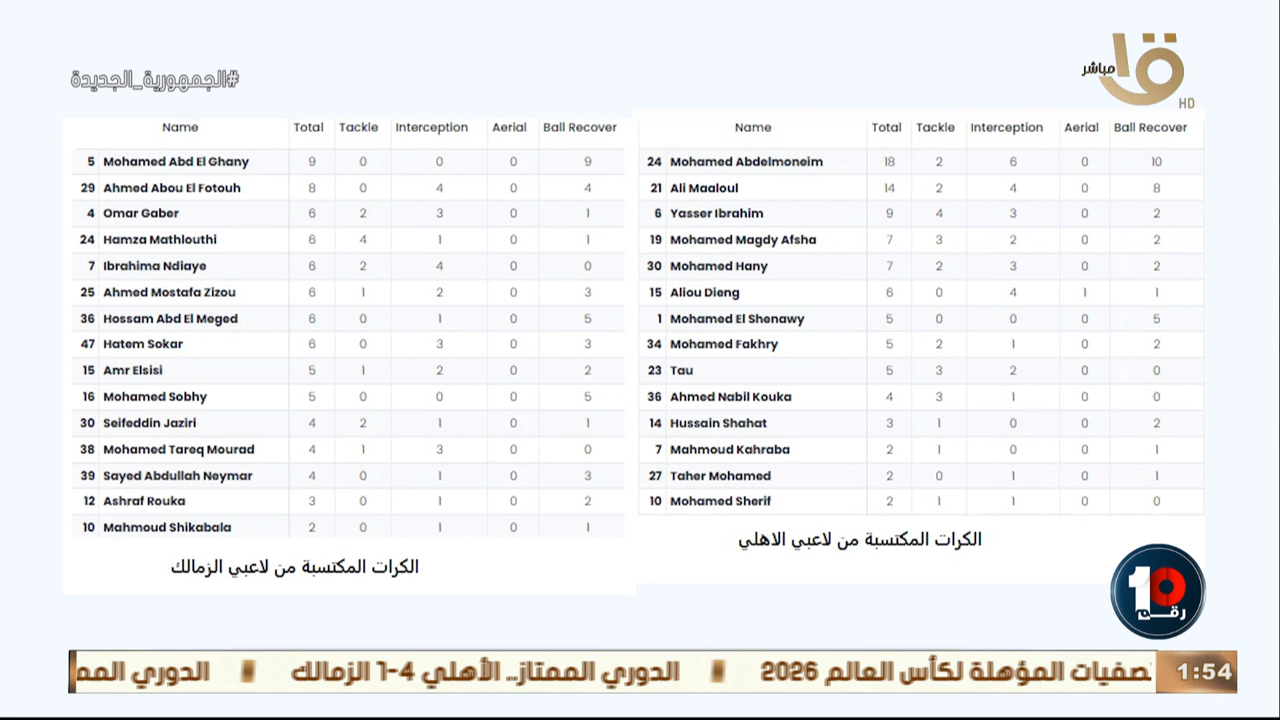 #الجمهورية_الجديدة
مباشر
HD
Name Total Tackle Interception Aerial Ball Recover
5 Mohamed Abd El Ghany 9 0 0 0 9
29 Ahmed Abou El Fotouh 8 0 4 0 4
4 Omar Gaber 6 2 3 0 1
24 Hamza Mathlouthi 6 4 1 0 1
7 Ibrahima Ndiaye 6 2 4 0 0
25 Ahmed Mostafa Zizou 6 1 2 0 3
36 Hossam Abd El Meged 6 0 1 0 5
47 Hatem Sokar 6 0 3 0 3
15 Amr Elsisi 5 1 2 0 2
16 Mohamed Sobhy 5 0 0 0 5
30 Seifeddin Jaziri 4 2 1 0 1
38 Mohamed Tareq Mourad 4 1 3 0 0
39 Sayed Abdullah Neymar 4 0 1 0 3
12 Ashraf Rouka 3 0 1 0 2
10 Mahmoud Shikabala 2 0 1 0 1
الكرات المكتسبة من لاعبي الزمالك
Name Total Tackle Interception Aerial Ball Recover
24 Mohamed Abdelmoneim 18 2 6 0 10
21 Ali Maaloul 14 2 4 0 8
6 Yasser Ibrahim 9 4 3 0 2
19 Mohamed Magdy Afsha 7 3 2 0 2
30 Mohamed Hany 7 2 3 0 2
15 Aliou Dieng 6 0 4 1 1
1 Mohamed El Shenawy 5 0 0 0 5
34 Mohamed Fakhry 5 2 1 0 2
23 Tau 5 3 2 0 0
36 Ahmed Nabil Kouka 4 3 1 0 0
14 Hussain Shahat 3 1 0 0 2
7 Mahmoud Kahraba 2 1 0 0 1
27 Taher Mohamed 2 0 1 0 1
10 Mohamed Sherif 2 1 1 0 0
الكرات المكتسبة من لاعبي الاهلي
رقم 10
1:54 تصفيات المؤهلة لكأس العالم 2026 الدوري الممتاز.. الأهلي 4-1 الزمالك الدوري المم